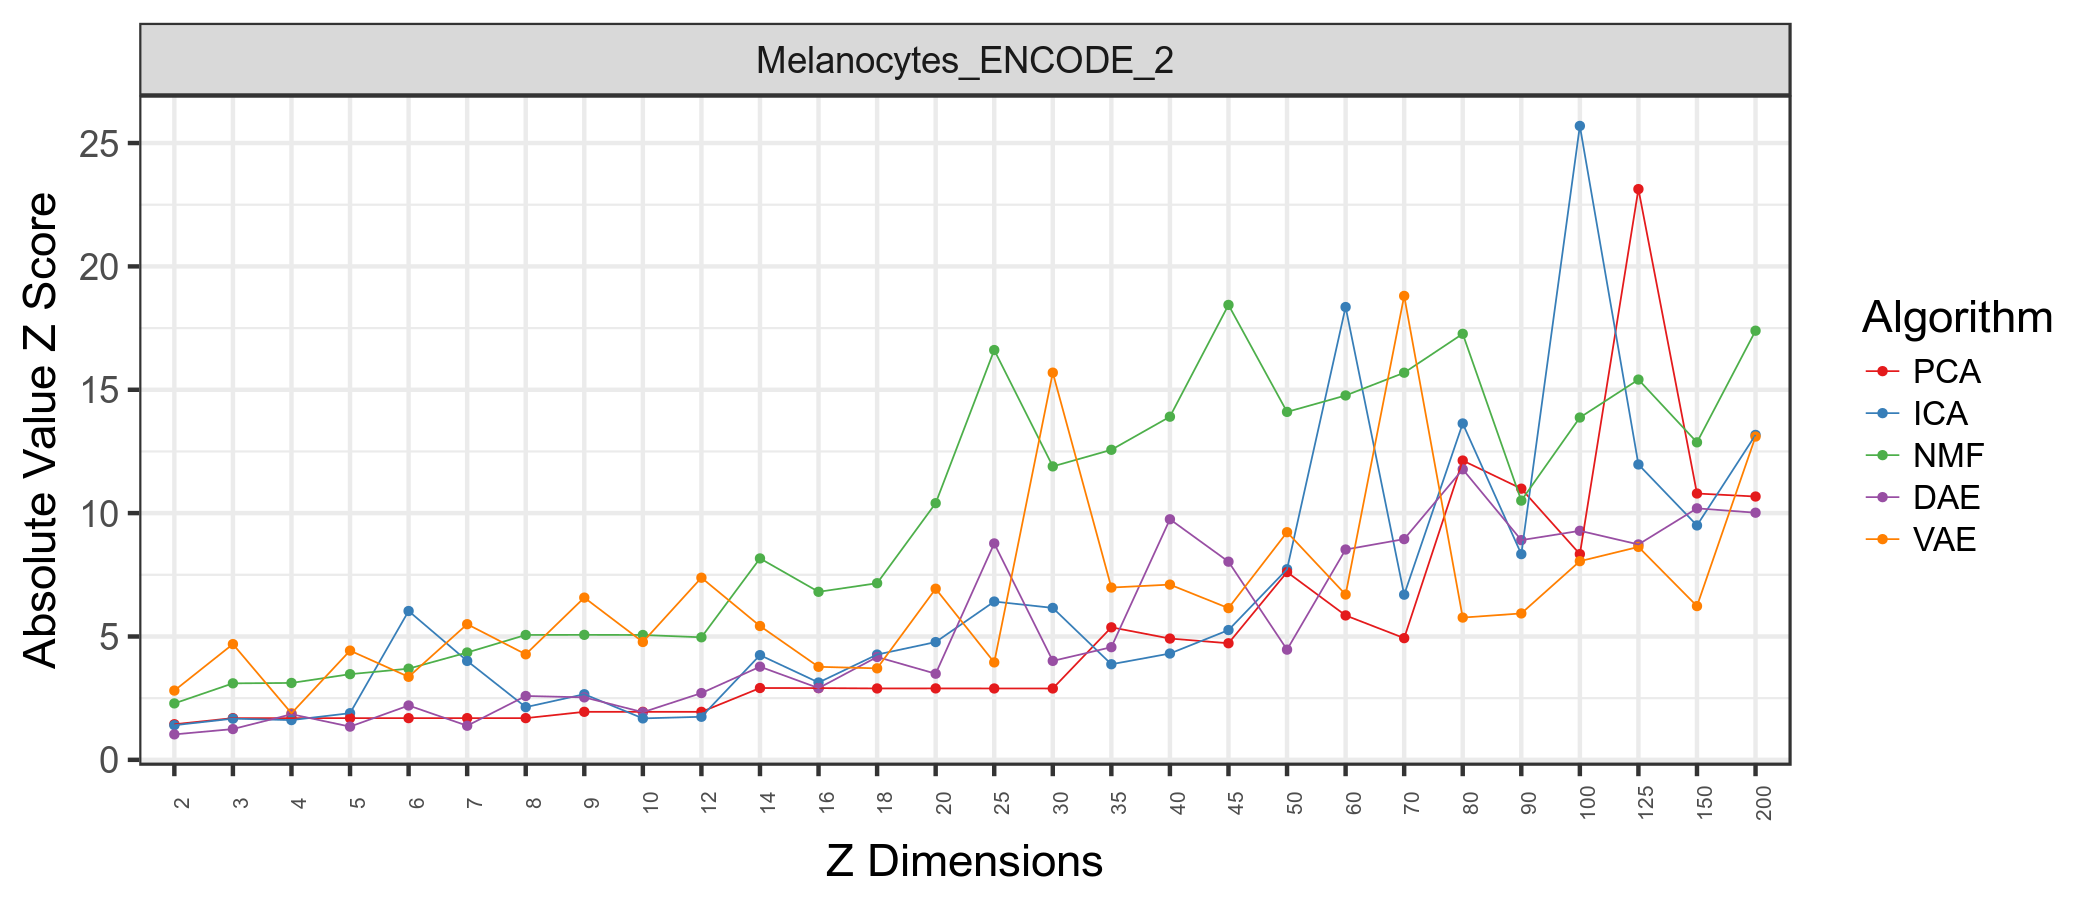 Melanocytes_ENCODE_2
Absolute Value Z Score
25
20
15
10
5
0
2 3 4 5 6 7 8 9 10 12 14 16 18 20 25 30 35 40 45 50 60 70 80 90 100 125 150 200
Z Dimensions
Algorithm
PCA
ICA
NMF
DAE
VAE